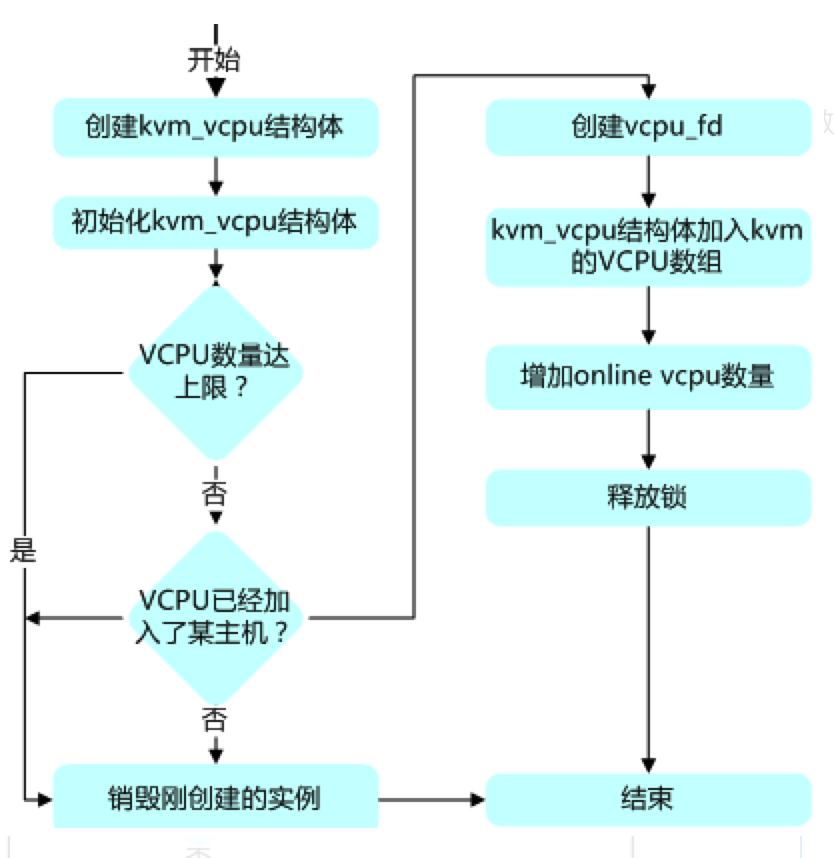 开始
创建kvm_vcpu结构体
初始化kvm_vcpu结构体
VCPU数量达
上限？
否
是
VCPU已经加
入了某主机？
否
销毁刚创建的实例
创建vcpu_fd
kvm_vcpu结构体加入kvm
的VCPU数组
增加online vcpu数量
释放锁
结束